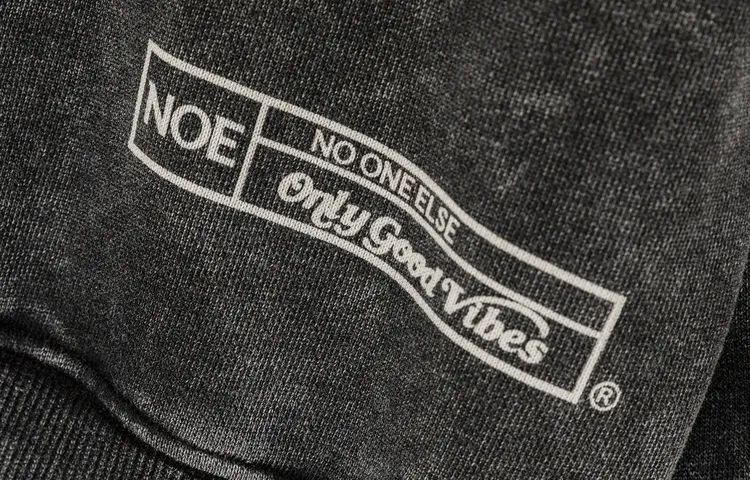 NOE
NO ONE ELSE
Only Good Vibes
®